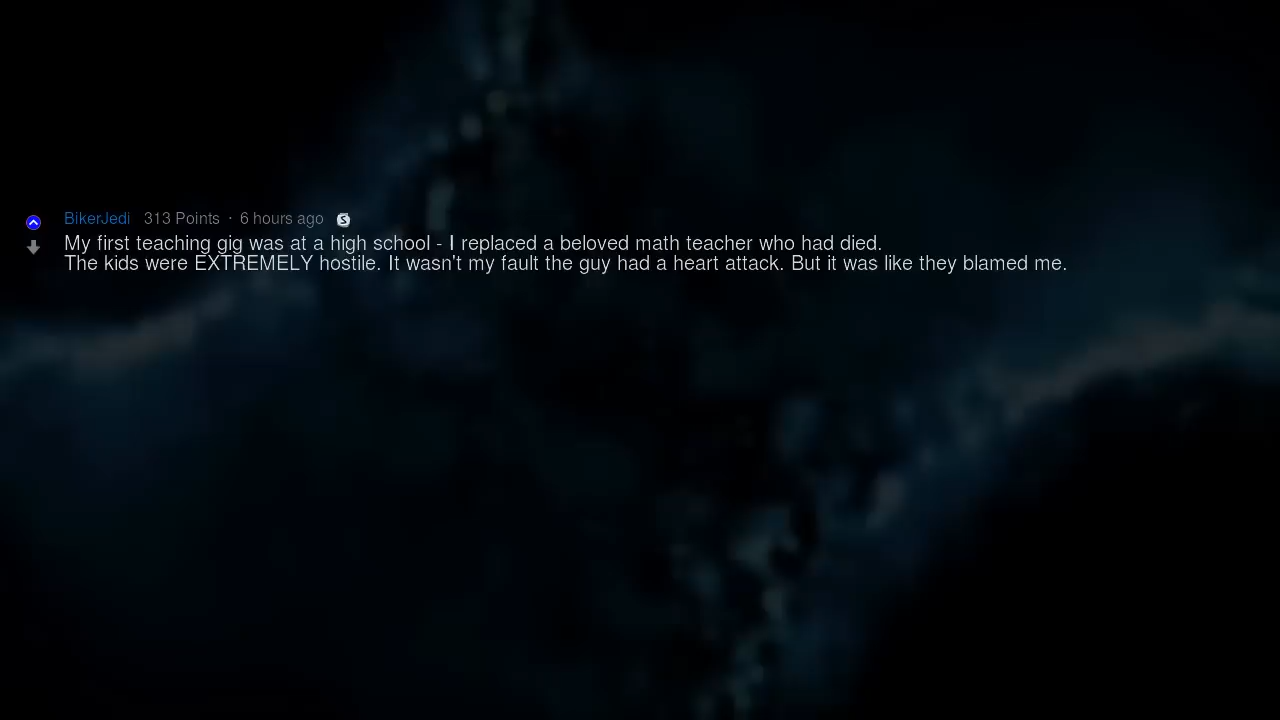 BikerJedi 313 Points · 6 hours ago
My first teaching gig was at a high school - I replaced a beloved math teacher who had died.
The kids were EXTREMELY hostile. It wasn't my fault the guy had a heart attack. But it was like they blamed me.